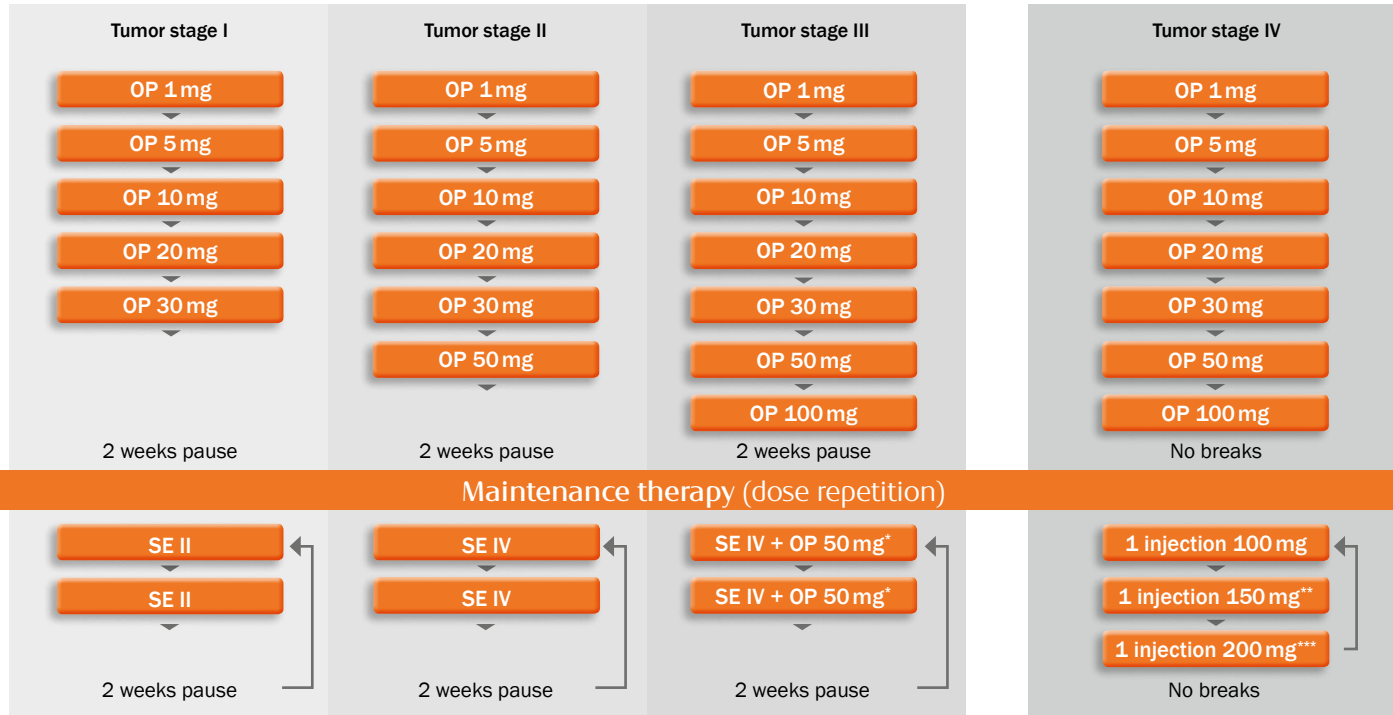 Tumor stage I
OP 1 mg
OP 5 mg
OP 10 mg
OP 20 mg
OP 30 mg
2 weeks pause
Tumor stage II
OP 1 mg
OP 5 mg
OP 10 mg
OP 20 mg
OP 30 mg
OP 50 mg
2 weeks pause
Tumor stage III
OP 1 mg
OP 5 mg
OP 10 mg
OP 20 mg
OP 30 mg
OP 50 mg
OP 100 mg
2 weeks pause
Tumor stage IV
OP 1 mg
OP 5 mg
OP 10 mg
OP 20 mg
OP 30 mg
OP 50 mg
OP 100 mg
No breaks
Maintenance therapy (dose repetition)
SE II
SE II
2 weeks pause
SE IV
SE IV
2 weeks pause
SE IV + OP 50 mg*
SE IV + OP 50 mg*
2 weeks pause
1 injection 100 mg
1 injection 150 mg**
1 injection 200 mg***
No breaks